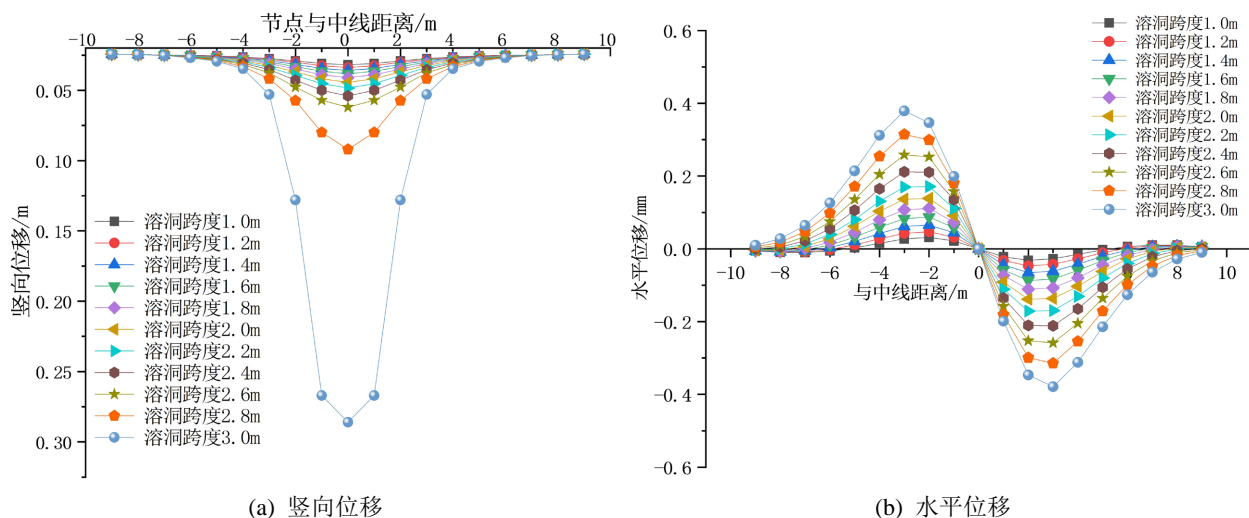 节点与中线距离/m
-10 -8 -6 -4 -2 0 2 4 6 8 10
0.05
0.10
0.15
0.20
0.25
0.30
竖向位移/m
溶洞跨度1.0m
溶洞跨度1.2m
溶洞跨度1.4m
溶洞跨度1.6m
溶洞跨度1.8m
溶洞跨度2.0m
溶洞跨度2.2m
溶洞跨度2.4m
溶洞跨度2.6m
溶洞跨度2.8m
溶洞跨度3.0m
(a) 竖向位移
溶洞跨度1.0m
溶洞跨度1.2m
溶洞跨度1.4m
溶洞跨度1.6m
溶洞跨度1.8m
溶洞跨度2.0m
溶洞跨度2.2m
溶洞跨度2.4m
溶洞跨度2.6m
溶洞跨度2.8m
溶洞跨度3.0m
0.6
0.4
0.2
0.0
-0.2
-0.4
-0.6
水平位移/mm
-10 -8 -6 -4 -2 0 2 4 6 8 10
与中线距离/m
(b) 水平位移